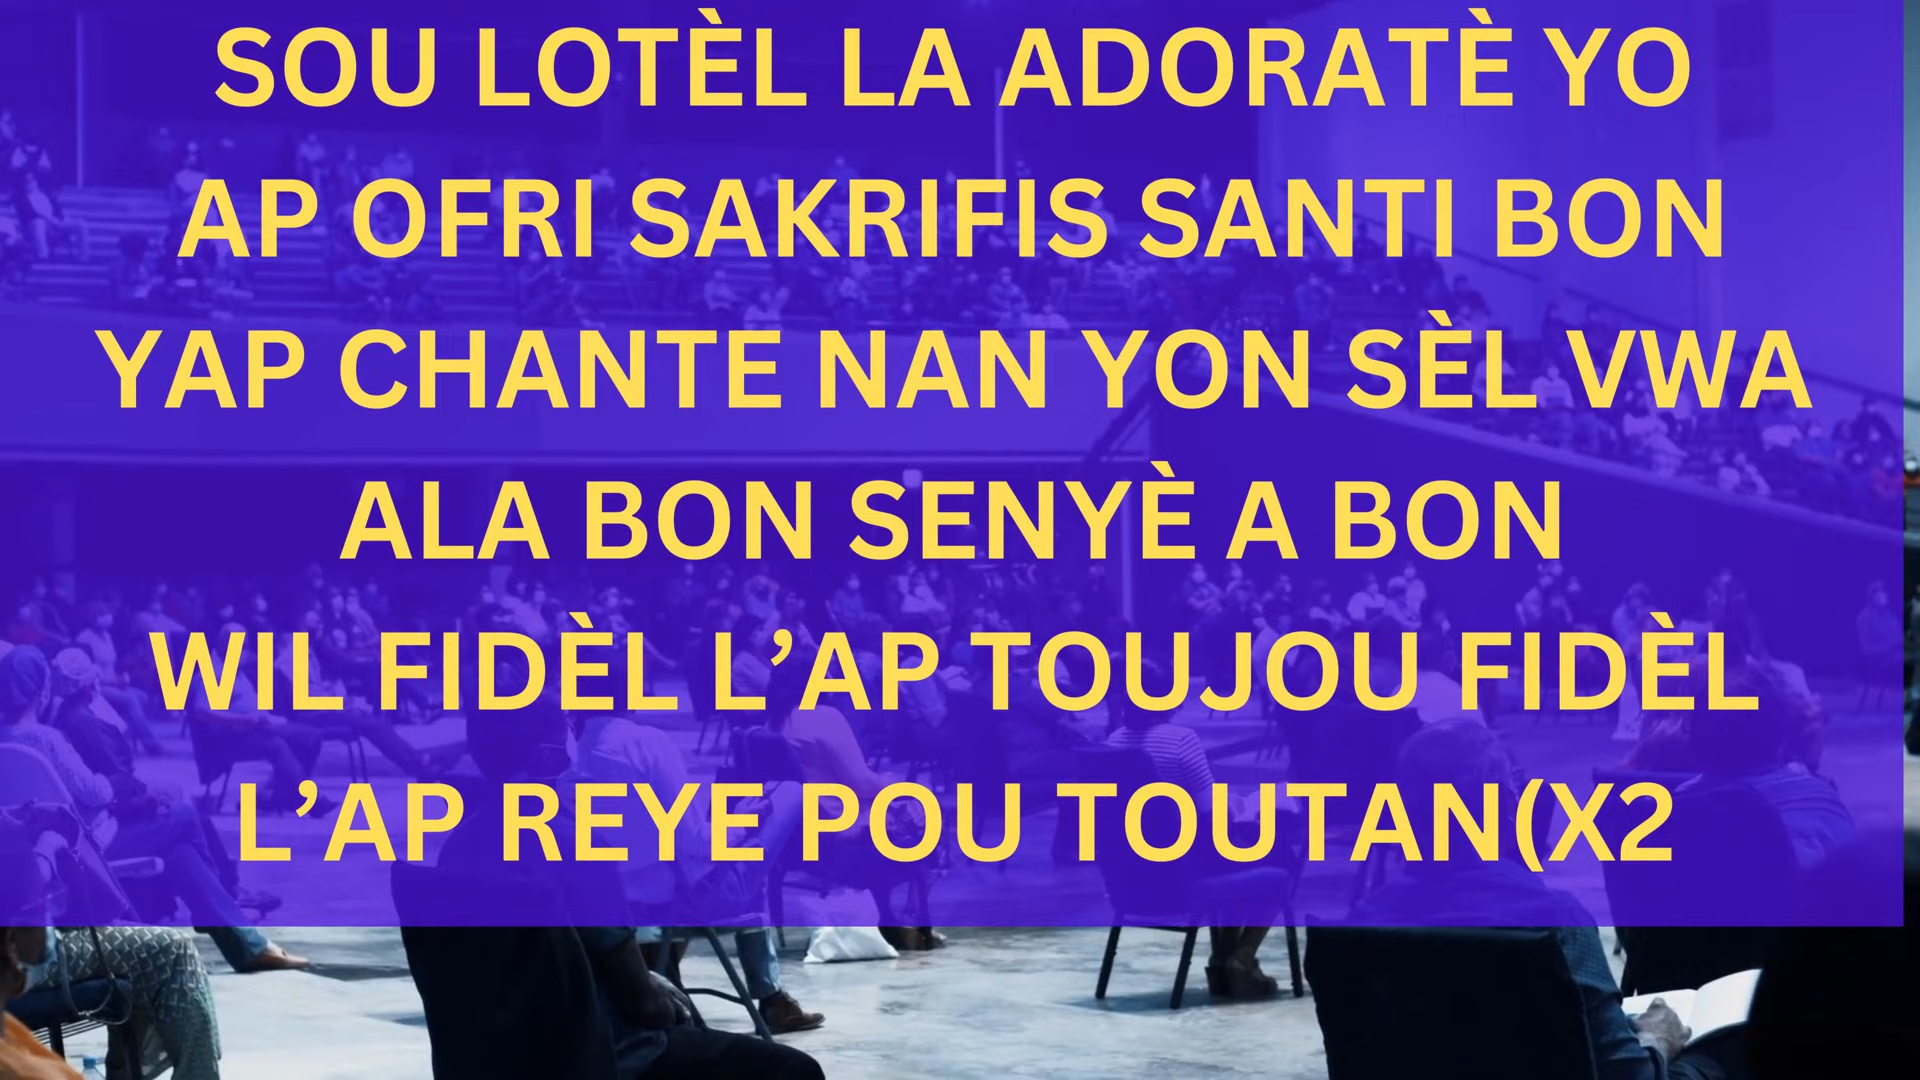 SOU LOTÈL LA ADORATÈ YO
AP OFRI SAKRIFIS SANTI BON
YAP CHANTE NAN YON SÈL VWA
ALA BON SENYÈ A BON
WIL FIDÈL L’AP TOUJOU FIDÈL
L’AP REYE POU TOUTAN(X2